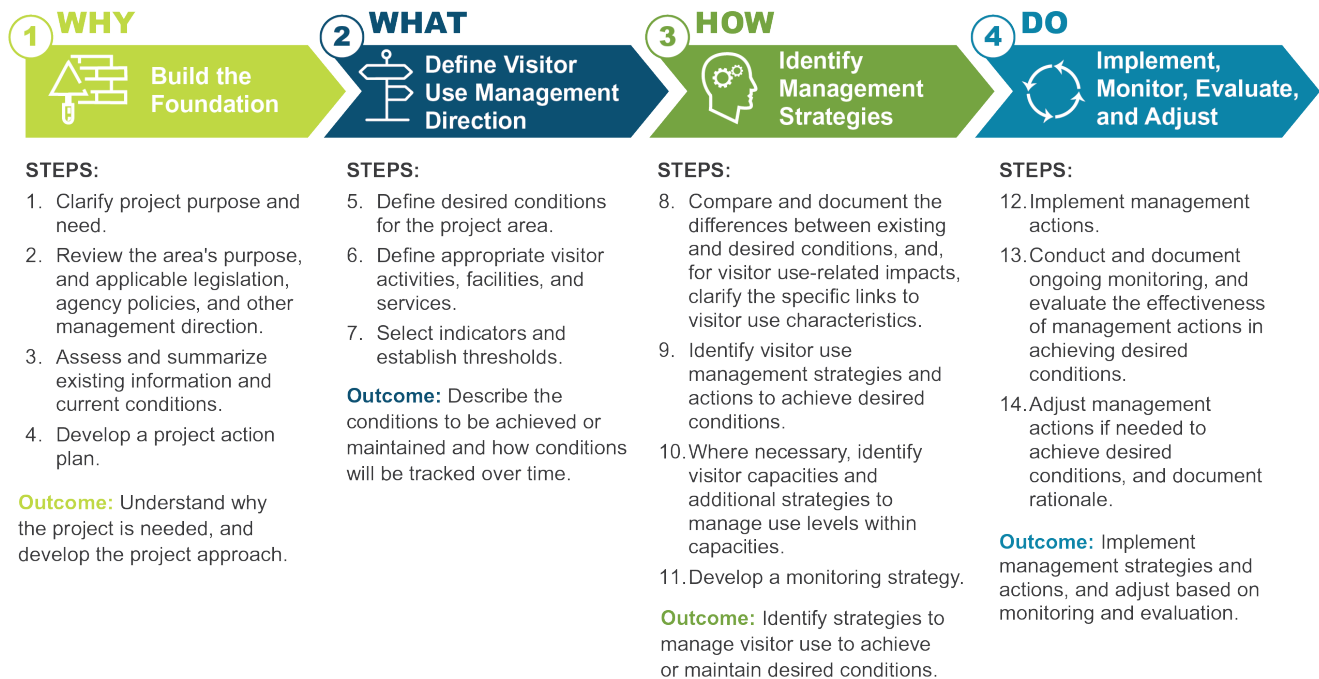 1 WHY
Build the
Foundation
STEPS:
1. Clarify project purpose and
need.
2. Review the area's purpose,
and applicable legislation,
agency policies, and other
management direction.
3. Assess and summarize
existing information and
current conditions.
4. Develop a project action
plan.
Outcome: Understand why
the project is needed, and
develop the project approach.
2 WHAT
Define Visitor
Use Management
Direction
STEPS:
5. Define desired conditions
for the project area.
6. Define appropriate visitor
activities, facilities, and
services.
7. Select indicators and
establish thresholds.
Outcome: Describe the
conditions to be achieved or
maintained and how conditions
will be tracked over time.
3 HOW
Identify
Management
Strategies
STEPS:
8. Compare and document the
differences between existing
and desired conditions, and,
for visitor use-related impacts,
clarify the specific links to
visitor use characteristics.
9. Identify visitor use
management strategies and
actions to achieve desired
conditions.
10. Where necessary, identify
visitor capacities and
additional strategies to
manage use levels within
capacities.
11. Develop a monitoring strategy.
Outcome: Identify strategies to
manage visitor use to achieve
or maintain desired conditions.
4 DO
Implement,
Monitor, Evaluate,
and Adjust
STEPS:
12. Implement management
actions.
13. Conduct and document
ongoing monitoring, and
evaluate the effectiveness
of management actions in
achieving desired
conditions.
14. Adjust management
actions if needed to
achieve desired
conditions, and document
rationale.
Outcome: Implement
management strategies and
actions, and adjust based on
monitoring and evaluation.